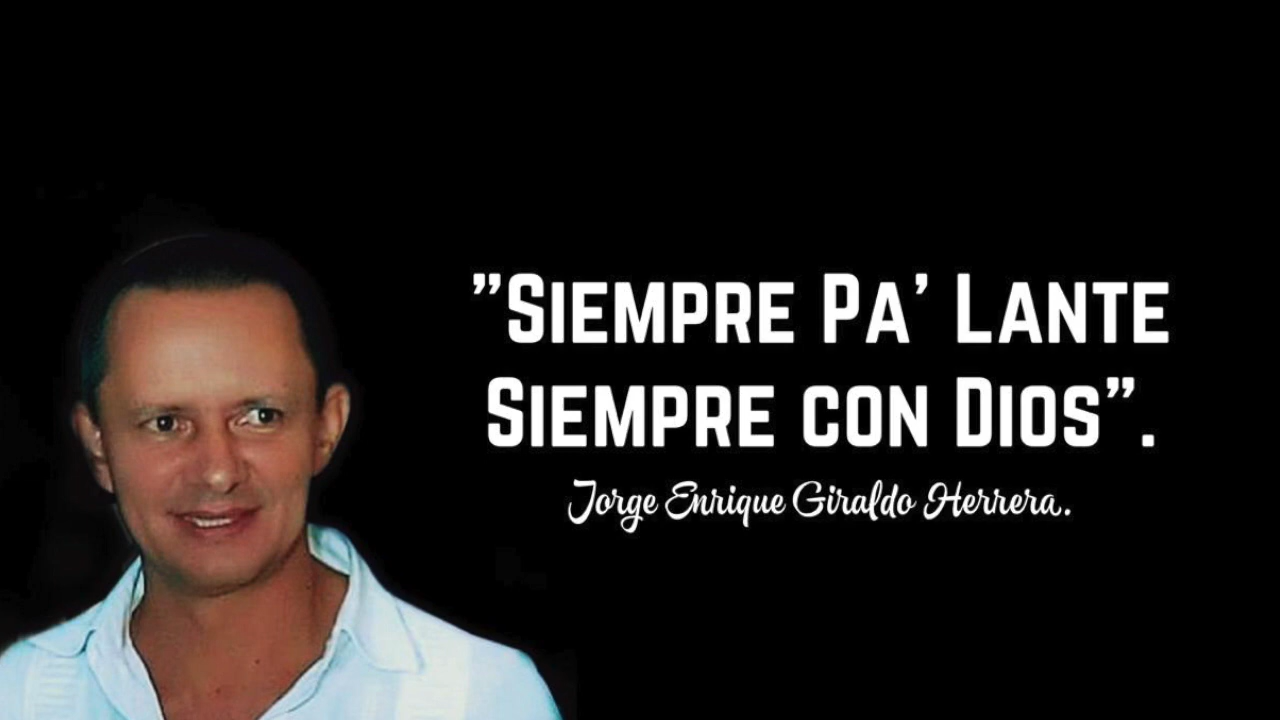 ”Siempre Pa’ Lante
Siempre con Dios”.
Jorge Enrique Giraldo Herrera.